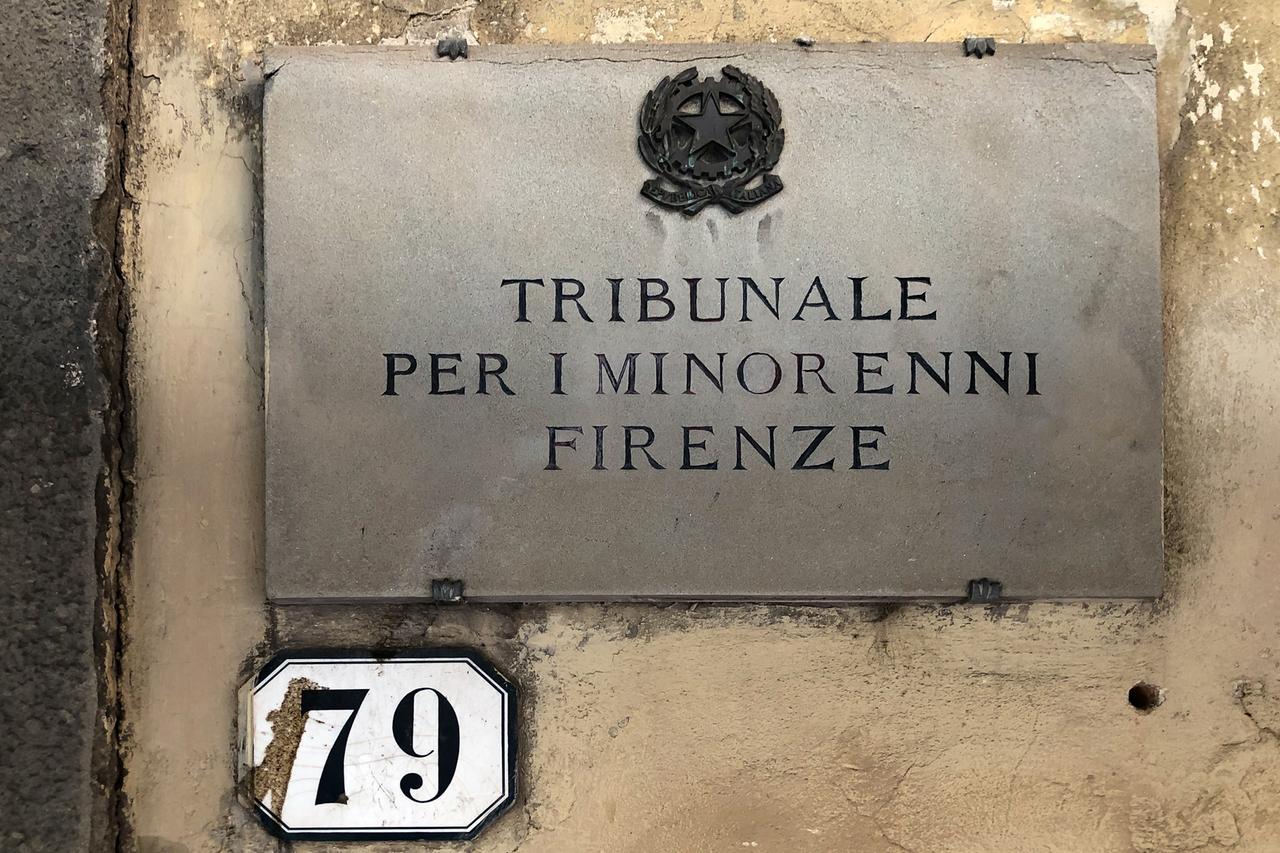 TRIBUNALE
PER I MINORENNI
FIRENZE
79